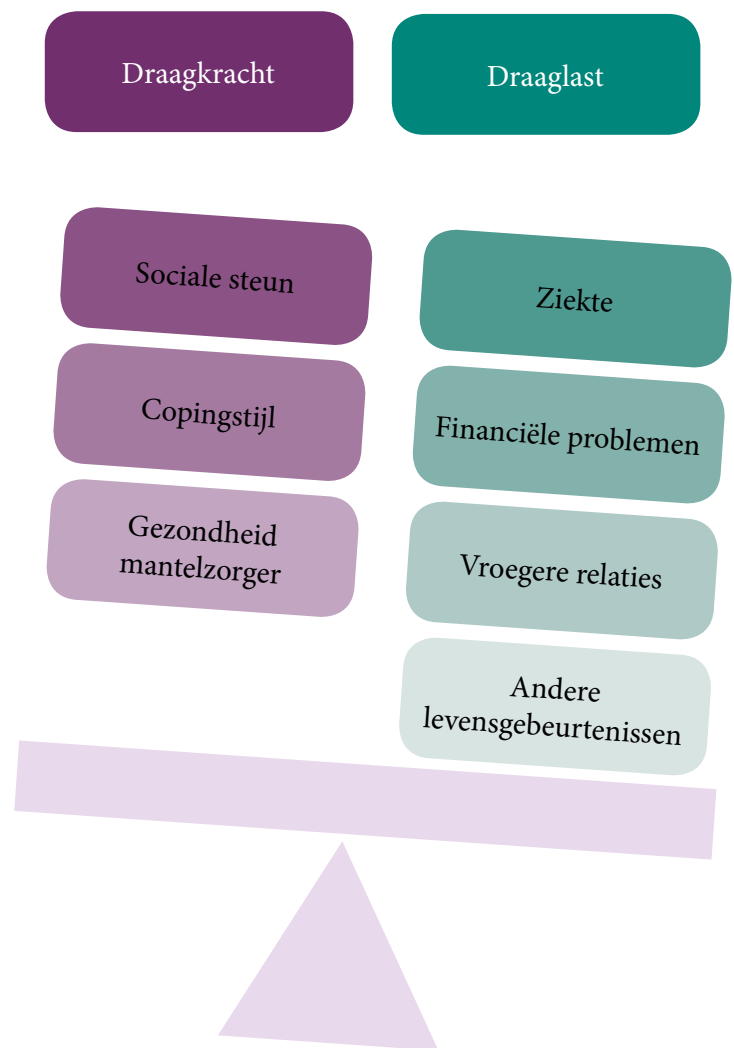 Draagkracht
Draaglast
Sociale steun
Ziekte
Copingstijl
Financiële problemen
Gezondheid
mantelzorger
Vroegere relaties
Andere
levensgebeurtenissen